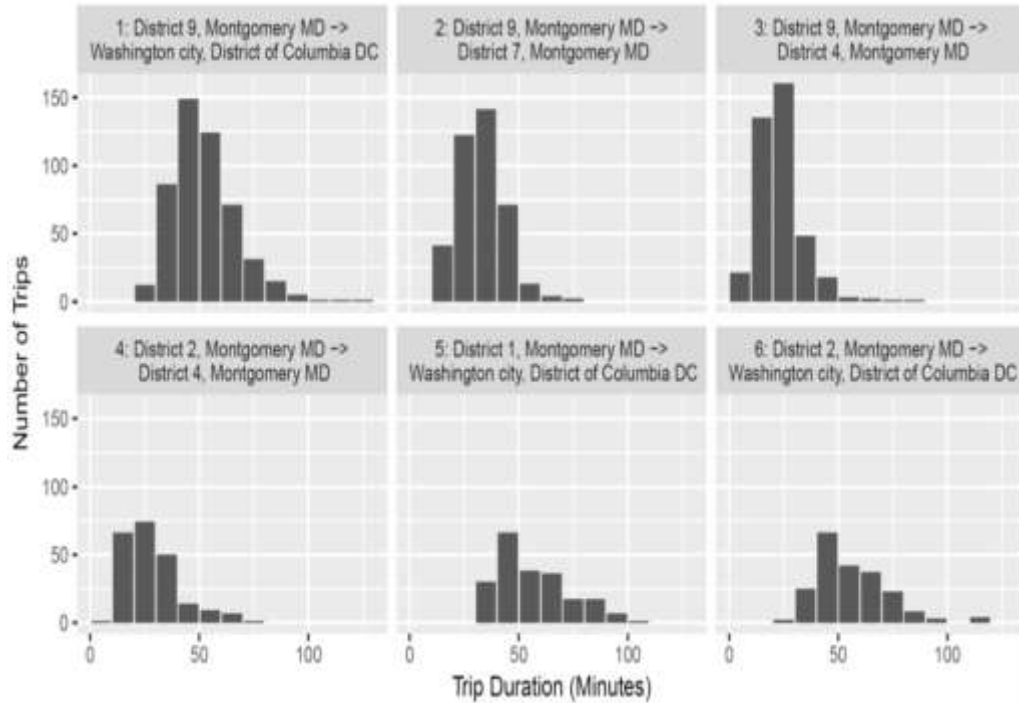 1: District 9, Montgomery MD −>
Washington city, District of Columbia DC
2: District 9, Montgomery MD −>
District 7, Montgomery MD
3: District 9, Montgomery MD −>
District 4, Montgomery MD
150
100
50
0
Number of Trips
4: District 2, Montgomery MD −>
District 4, Montgomery MD
5: District 1, Montgomery MD −>
Washington city, District of Columbia DC
6: District 2, Montgomery MD −>
Washington city, District of Columbia DC
150
100
50
0
0 50 100 0 50 100 0 50 100
Trip Duration (Minutes)